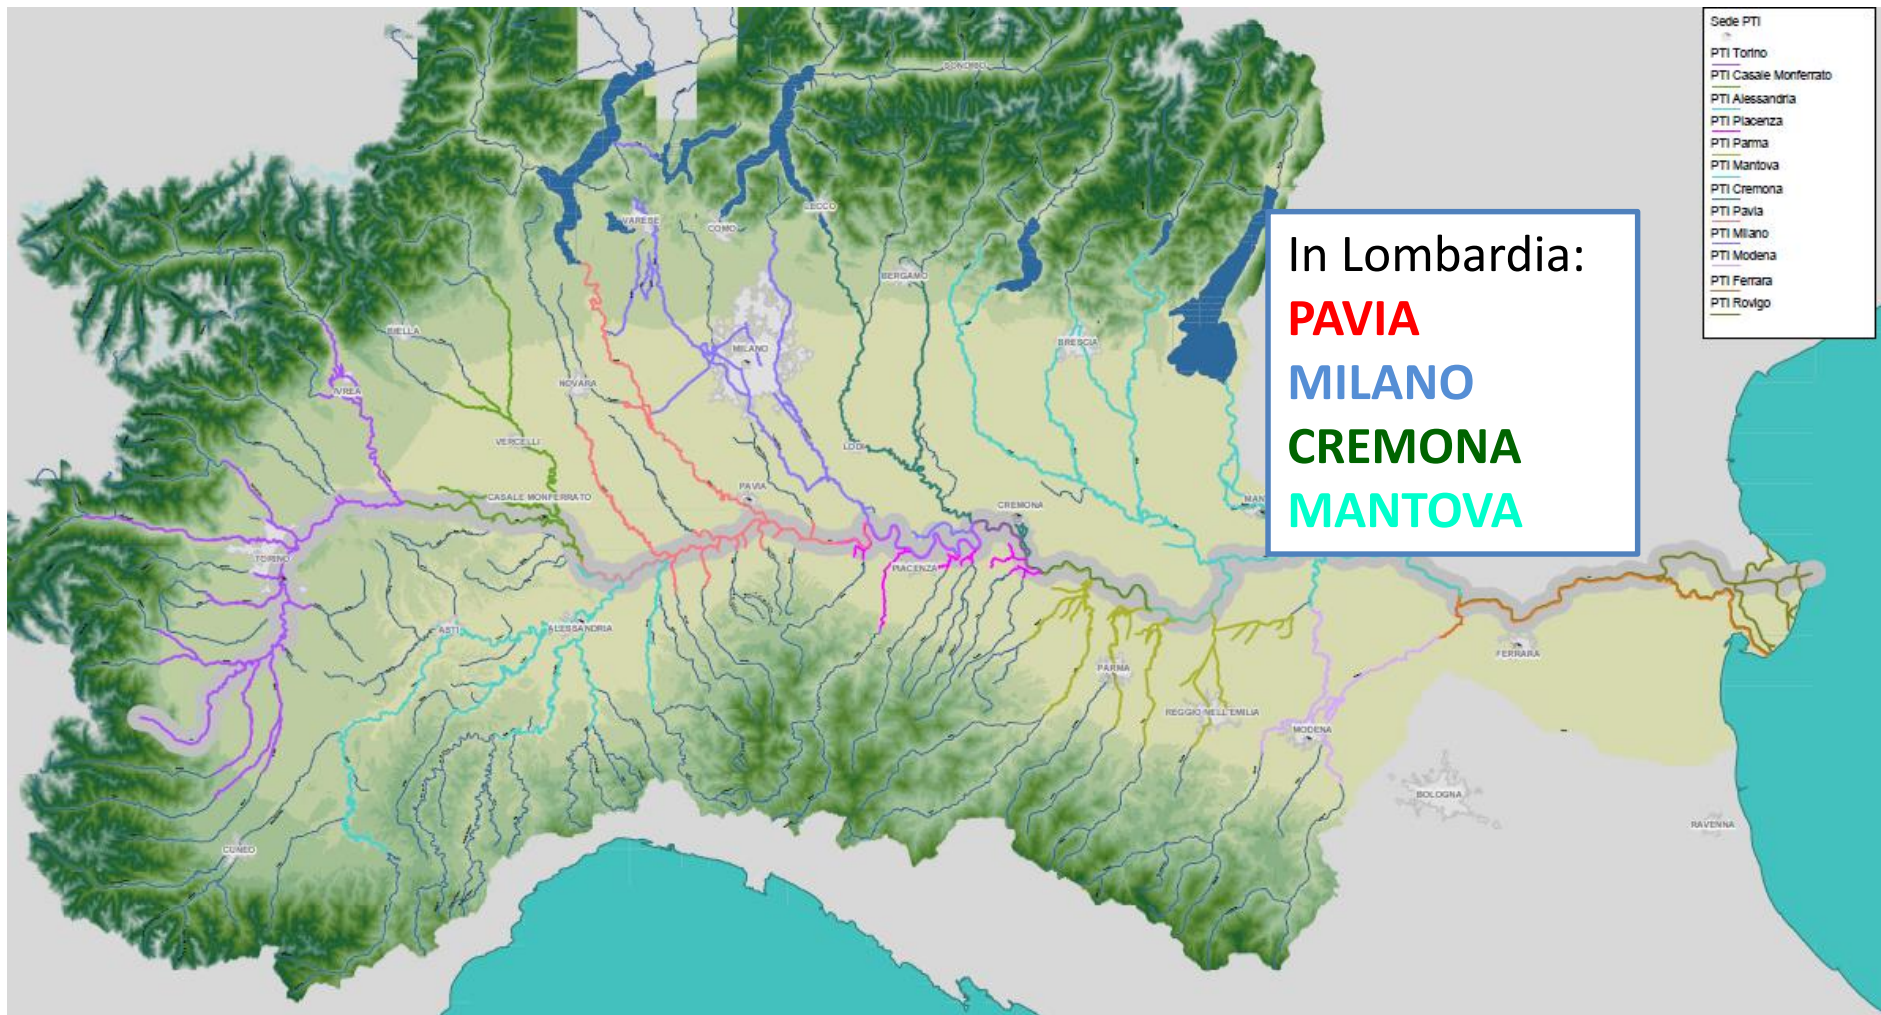 Sede PTI
PTI Torino
PTI Casale Monferrato
PTI Alessandria
PTI Piacenza
PTI Parma
PTI Mantova
PTI Cremona
PTI Pavia
PTI Milano
PTI Modena
PTI Ferrara
PTI Rovigo
In Lombardia:
PAVIA
MILANO
CREMONA
MANTOVA
SONDRIO
LECCO
VARESE
COMO
BERGAMO
BIELLA
BRESCIA
MILANO
NOVARA
IVREA
VERCELLI
LODI
PAVIA
CASALE MONFERRATO
CREMONA
MAN
TORINO
PIACENZA
ASTI
ALESSANDRIA
FERRARA
PARMA
REGGIO NELL'EMILIA
MODENA
BOLOGNA
RAVENNA
CUNEO